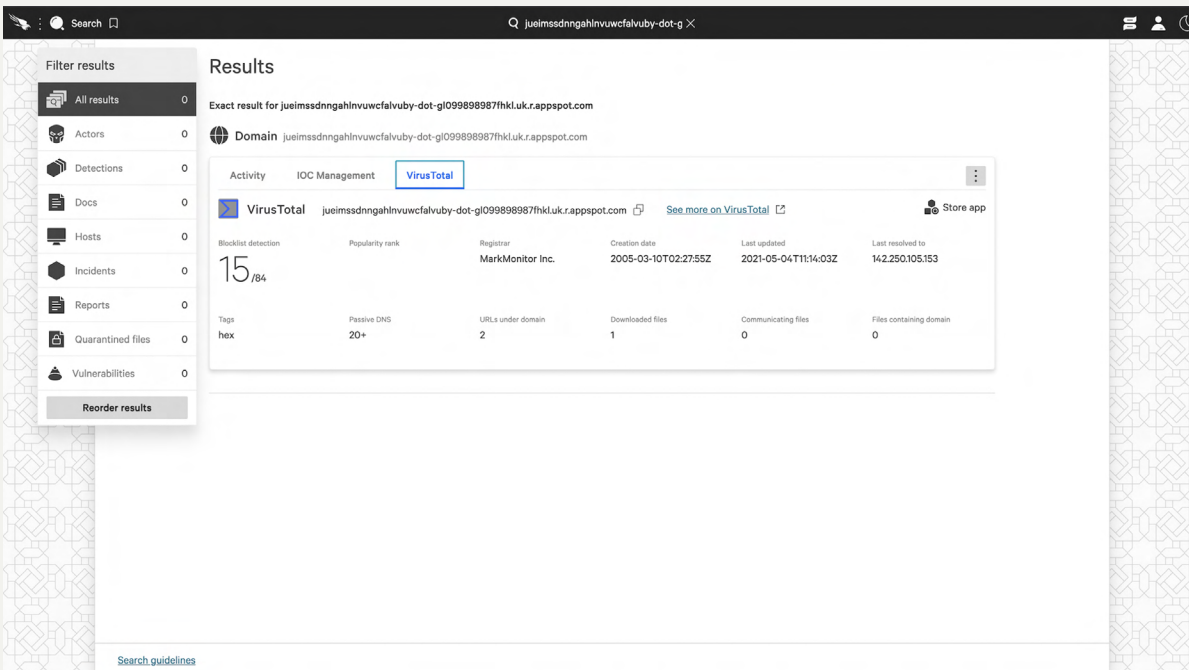 Search
jueimssdnngahlnvuwcfalvuby-dot-g
Filter results
All results 0
Actors 0
Detections 0
Docs 0
Hosts 0
Incidents 0
Reports 0
Quarantined files 0
Vulnerabilities 0
Reorder results
Results
Exact result for jueimssdnngahlnvuwcfalvuby-dot-gl099898987fhkl.uk.r.appspot.com
Domain jueimssdnngahlnvuwcfalvuby-dot-gl099898987fhkl.uk.r.appspot.com
Activity IOC Management VirusTotal
VirusTotal jueimssdnngahlnvuwcfalvuby-dot-gl099898987fhkl.uk.r.appspot.com See more on VirusTotal Store app
Blocklist detection Popularity rank Registrar Creation date Last updated Last resolved to
15/84 MarkMonitor Inc. 2005-03-10T02:27:55Z 2021-05-04T11:14:03Z 142.250.105.153
Tags Passive DNS URLs under domain Downloaded files Communicating files Files containing domain
hex 20+ 2 1 0 0
Search guidelines